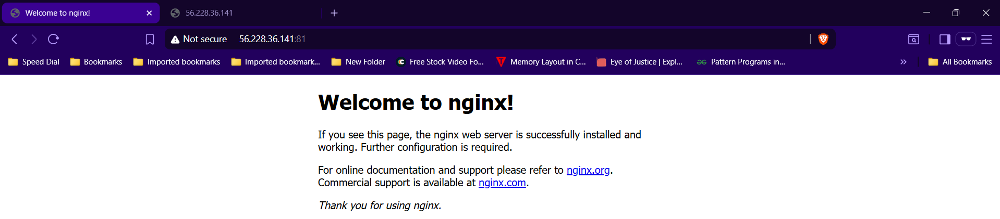 Welcome to nginx!
56.228.36.141
Not secure 56.228.36.141:81
Speed Dial Bookmarks Imported bookmarks Imported bookmark... New Folder Free Stock Video Fo... Memory Layout in C... Eye of Justice | Expl... Pattern Programs in... All Bookmarks
Welcome to nginx!
If you see this page, the nginx web server is successfully installed and
working. Further configuration is required.
For online documentation and support please refer to nginx.org.
Commercial support is available at nginx.com.
Thank you for using nginx.